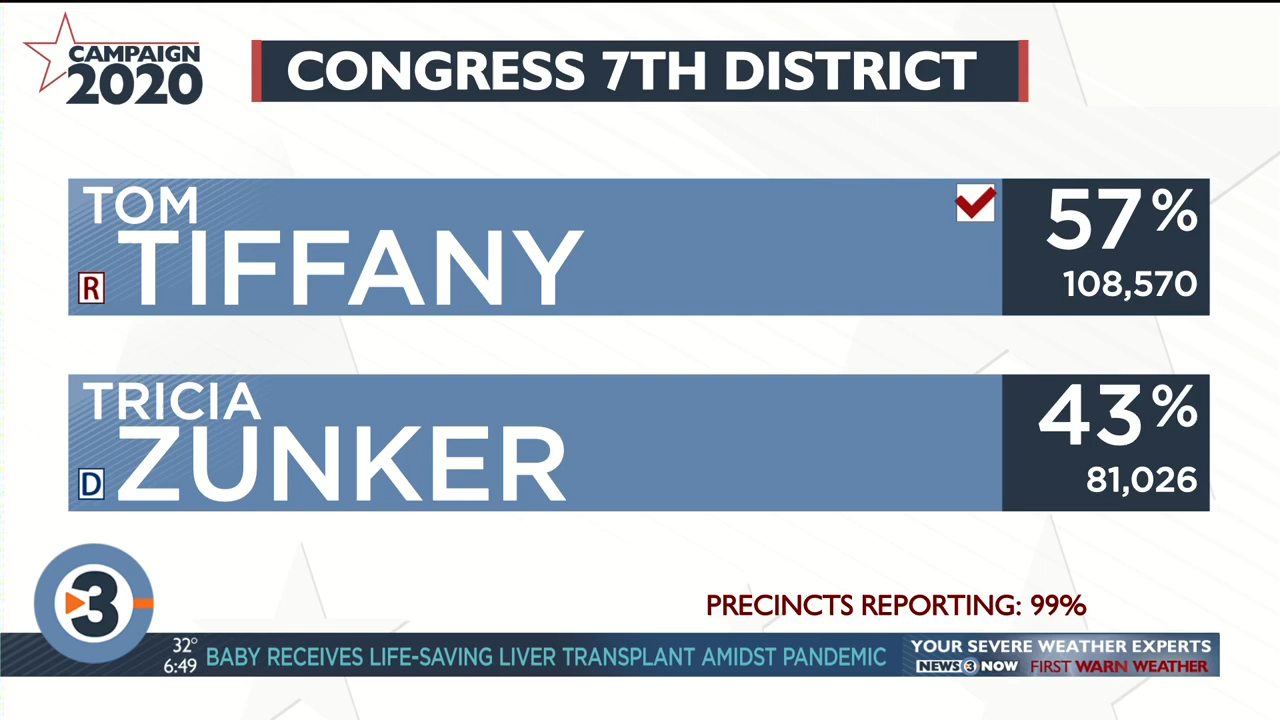 CAMPAIGN
2020
CONGRESS 7TH DISTRICT
TOM
R TIFFANY
57%
108,570
TRICIA
D ZUNKER
43%
81,026
PRECINCTS REPORTING: 99%
3
32°
6:49
BABY RECEIVES LIFE-SAVING LIVER TRANSPLANT AMIDST PANDEMIC
YOUR SEVERE WEATHER EXPERTS
NEWS 3 NOW FIRST WARN WEATHER